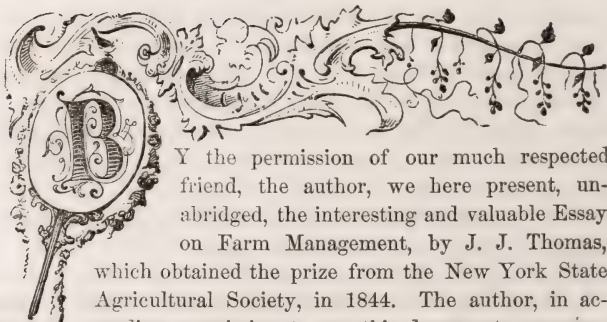 BY the permission of our much respected
friend, the author, we here present, un-
abridged, the interesting and valuable Essay
on Farm Management, by J. J. Thomas,
which obtained the prize from the New York State
Agricultural Society, in 1844. The author, in ac-